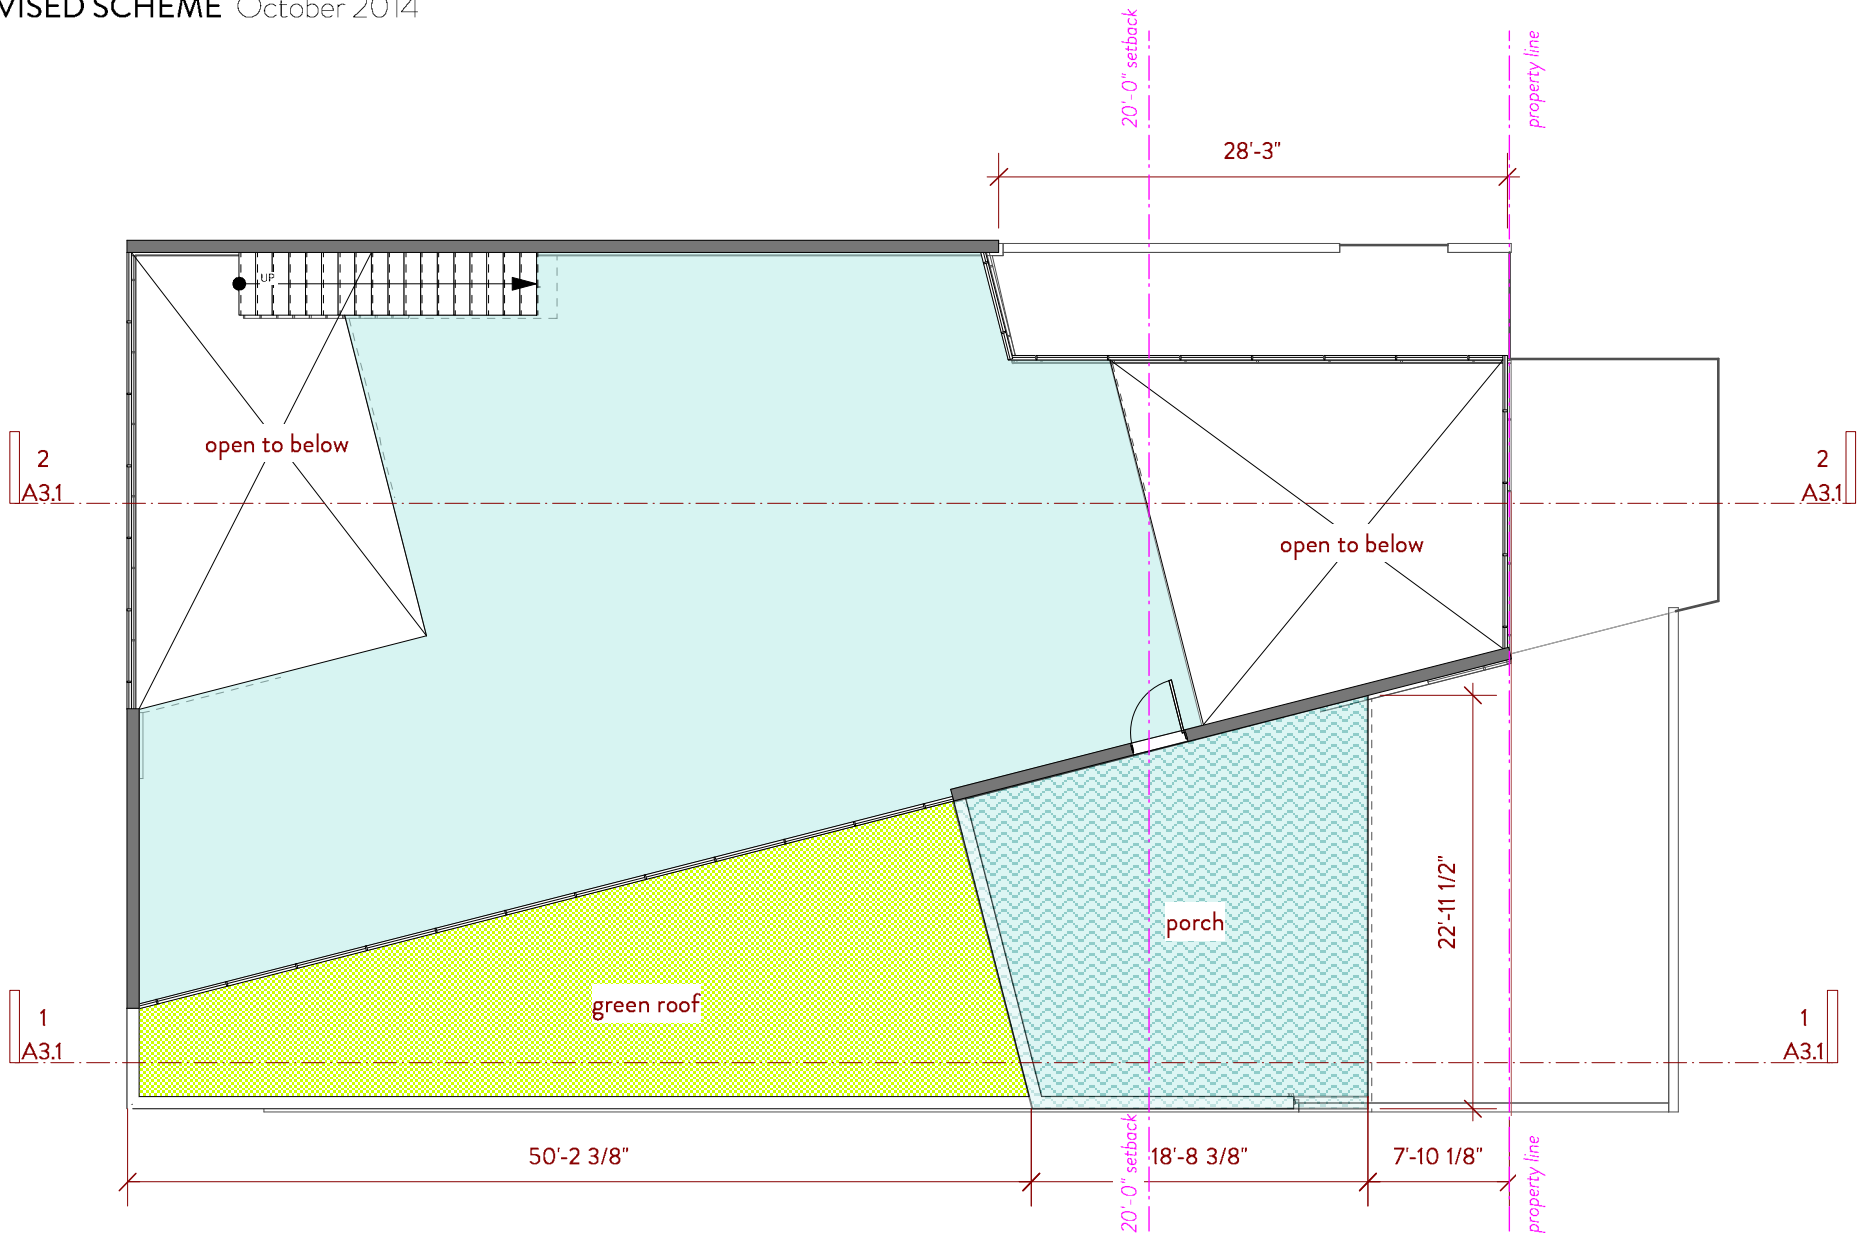 VISED SCHEME October 2014
20'-0" setback
property line
28'-3"
UP
open to below
2
A3.1
2
A3.1
open to below
22'-11 1/2"
porch
green roof
1
A3.1
1
A3.1
50'-2 3/8"
20'-0" setback
18'-8 3/8"
7'-10 1/8"
property line